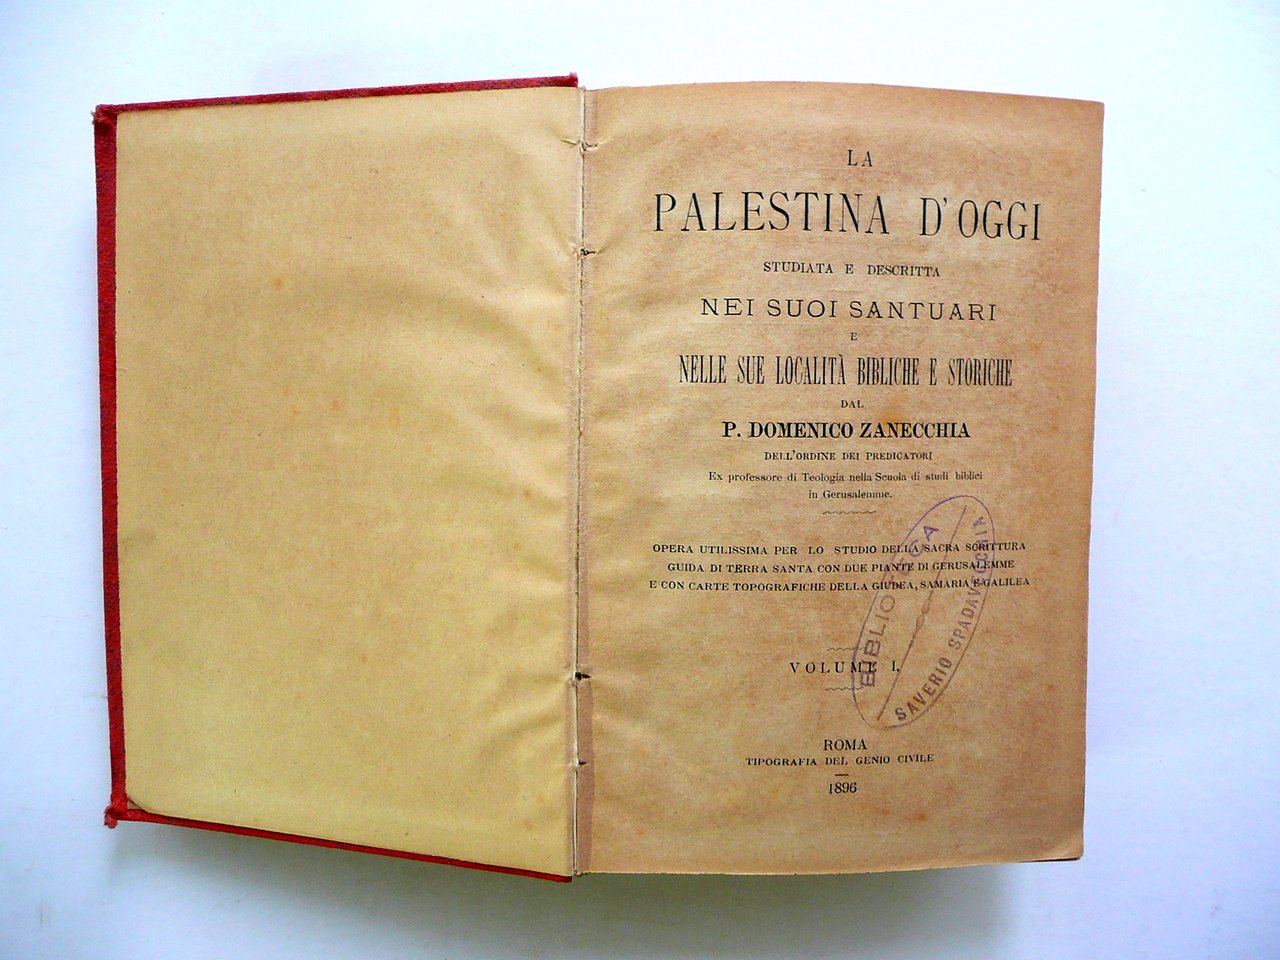 LA
PALESTINA D'OGGI
STUDIATA E DESCRITTA
NEI SUOI SANTUARI
E
NELLE SUE LOCALITÀ BIBLICHE E STORICHE
DAL
P. DOMENICO ZANECCHIA
DELL'ORDINE DEI PREDICATORI
Ex professore di Teologia nella Scuola di studi biblici
in Gerusalemme.
OPERA UTILISSIMA PER LO STUDIO DELLA SACRA SCRITTURA
GUIDA DI TERRA SANTA CON DUE PIANTE DI GERUSALEMME
E CON CARTE TOPOGRAFICHE DELLA GIUDEA, SAMARIA E GALILEA
VOLUME I.
BIBLIOTECA
SAVERIO SPADAVECCHIA
ROMA
TIPOGRAFIA DEL GENIO CIVILE
1896